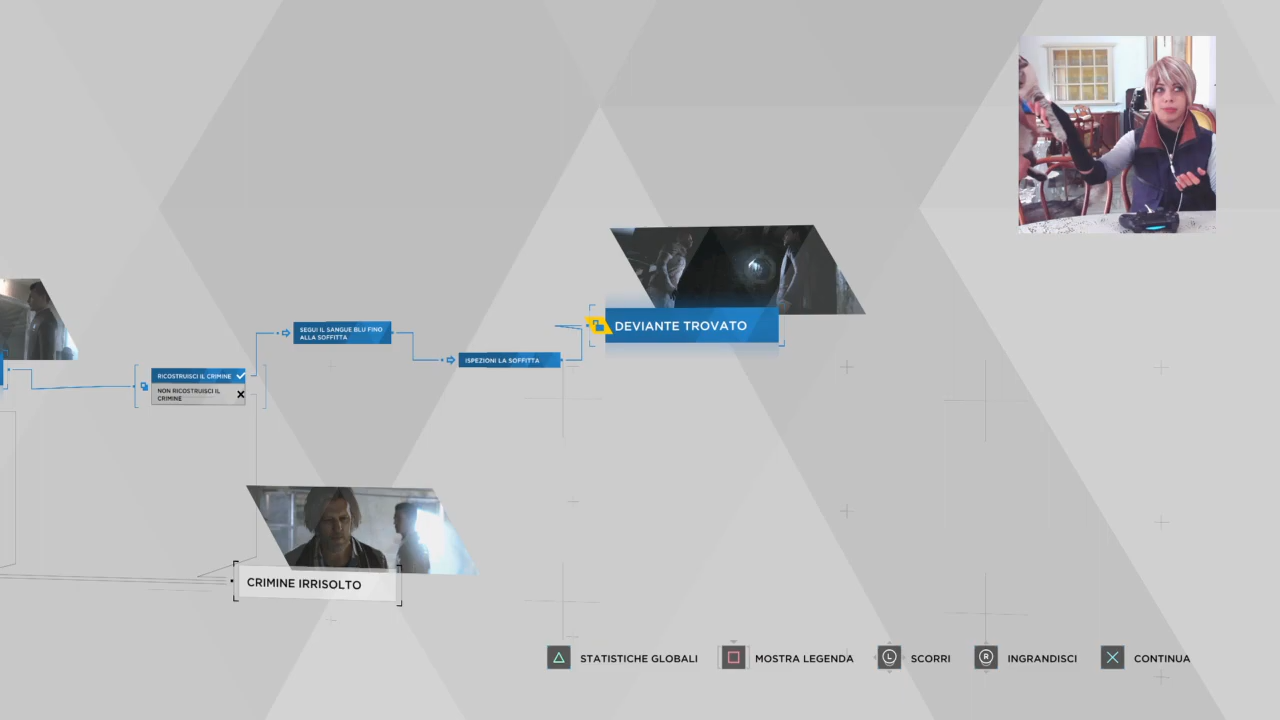 DEVIANTE TROVATO
SEGUI IL SANGUE BLU FINO
ALLA SOFFITTA
ISPEZIONI LA SOFFITTA
RICOSTRUISCI IL CRIMINE
NON RICOSTRUISCI IL
CRIMINE
CRIMINE IRRISOLTO
STATISTICHE GLOBALI
MOSTRA LEGENDA
L
SCORRI
R
INGRANDISCI
CONTINUA